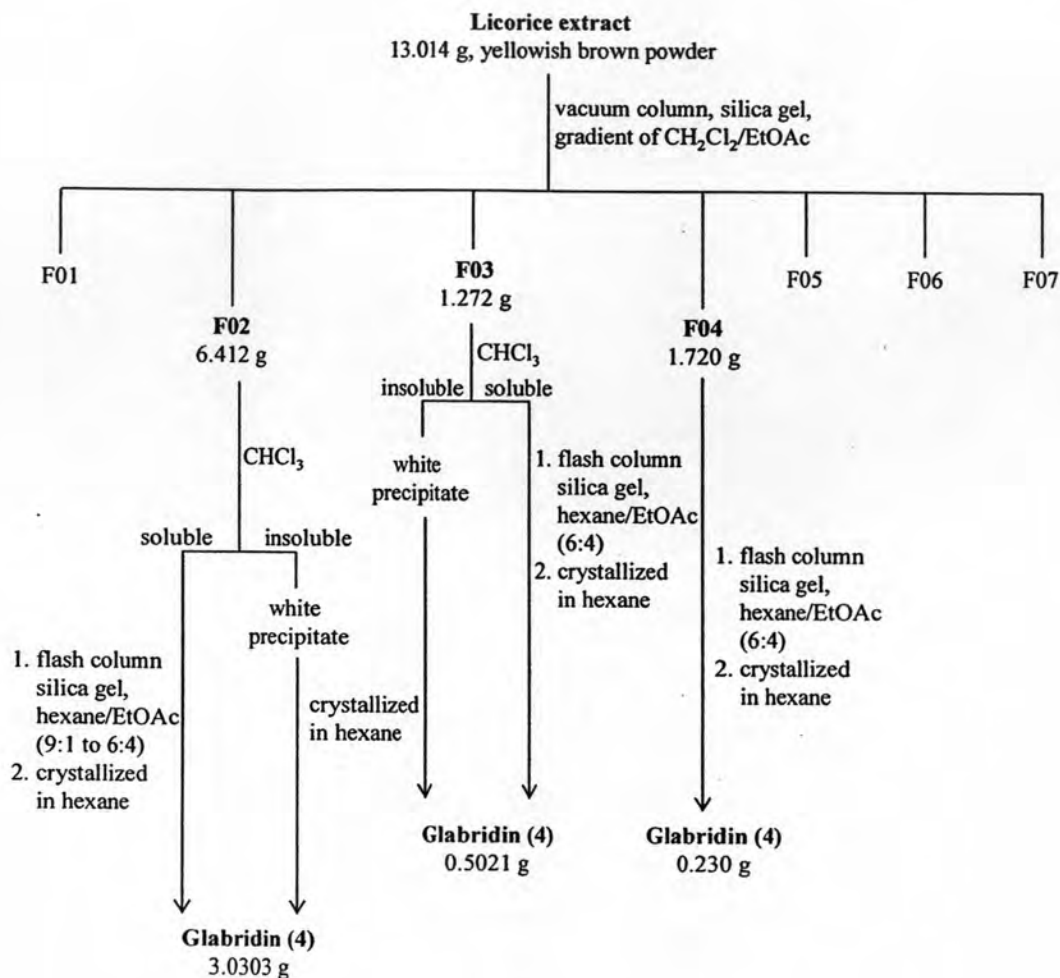 Licorice extract
13.014 g, yellowish brown powder
vacuum column, silica gel,
gradient of CH₂Cl₂/EtOAc
F01
F02
6.412 g
F03
1.272 g
F04
1.720 g
F05
F06
F07
CHCl₃
soluble
insoluble
white
precipitate
1. flash column
silica gel,
hexane/EtOAc
(9:1 to 6:4)
2. crystallized
in hexane
crystallized
in hexane
Glabridin (4)
3.0303 g
CHCl₃
insoluble
soluble
white
precipitate
1. flash column
silica gel,
hexane/EtOAc
(6:4)
2. crystallized
in hexane
Glabridin (4)
0.5021 g
1. flash column
silica gel,
hexane/EtOAc
(6:4)
2. crystallized
in hexane
Glabridin (4)
0.230 g